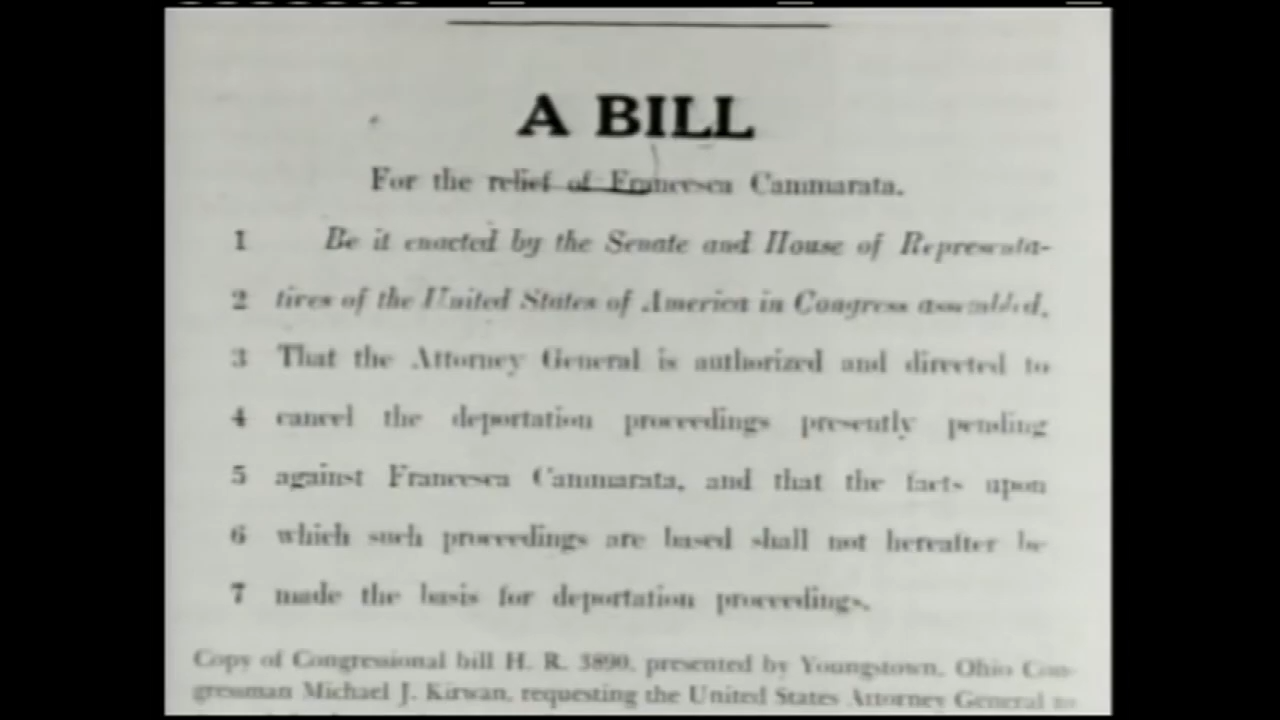 A BILL
For the relief of Francesca Cammarata.
1 Be it enacted by the Senate and House of Representa-
2 tives of the United States of America in Congress assembled,
3 That the Attorney General is authorized and directed to
4 cancel the deportation proceedings presently pending
5 against Francesca Cammarata, and that the facts upon
6 which such proceedings are based shall not hereafter be
7 made the basis for deportation proceedings.
Copy of Congressional bill H. R. 3890, presented by Youngstown, Ohio Con-
gressman Michael J. Kirwan, requesting the United States Attorney General to